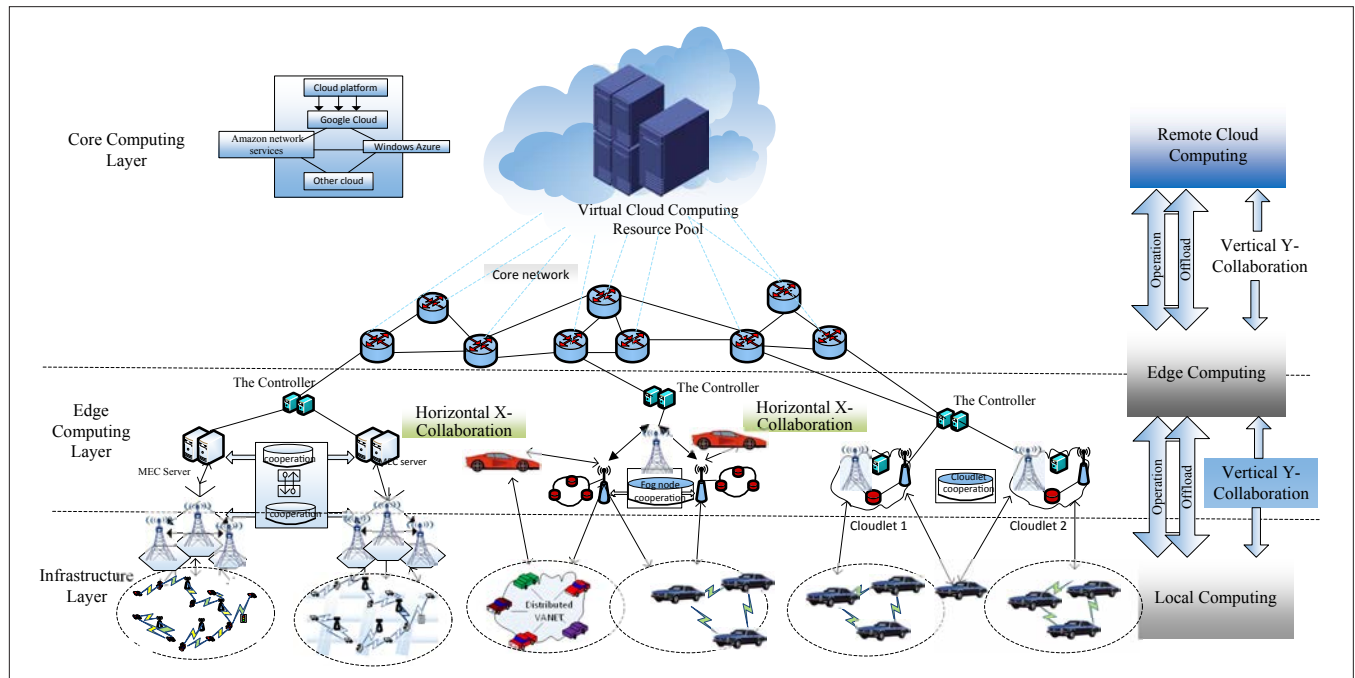 Cloud platform
Google Cloud
Amazon network
services
Windows Azure
Other cloud
Core Computing
Layer
Virtual Cloud Computing
Resource Pool
Core network
Remote Cloud
Computing
Operation
Offload
Vertical Y-
Collaboration
Edge Computing
The Controller
The Controller
The Controller
Edge
Computing
Layer
Horizontal X-
Collaboration
Horizontal X-
Collaboration
MEC Server
cooperation
MEC server
cooperation
Fog node
cooperation
Cloudlet
cooperation
Cloudlet 1
Cloudlet 2
Operation
Offload
Vertical Y-
Collaboration
Infrastructure
Layer
Distributed
VANET
Local Computing